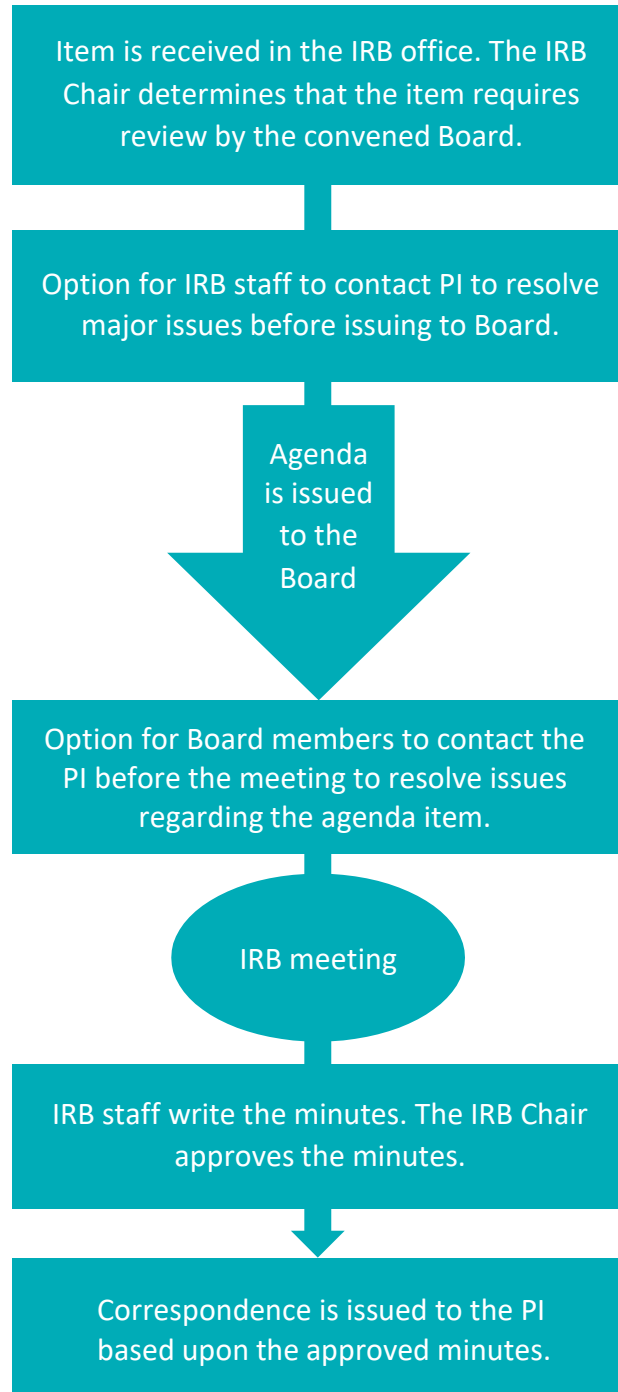 Item is received in the IRB office. The IRB
Chair determines that the item requires
review by the convened Board.
Option for IRB staff to contact PI to resolve
major issues before issuing to Board.
Agenda
is issued
to the
Board
Option for Board members to contact the
PI before the meeting to resolve issues
regarding the agenda item.
IRB meeting
IRB staff write the minutes. The IRB Chair
approves the minutes.
Correspondence is issued to the PI
based upon the approved minutes.